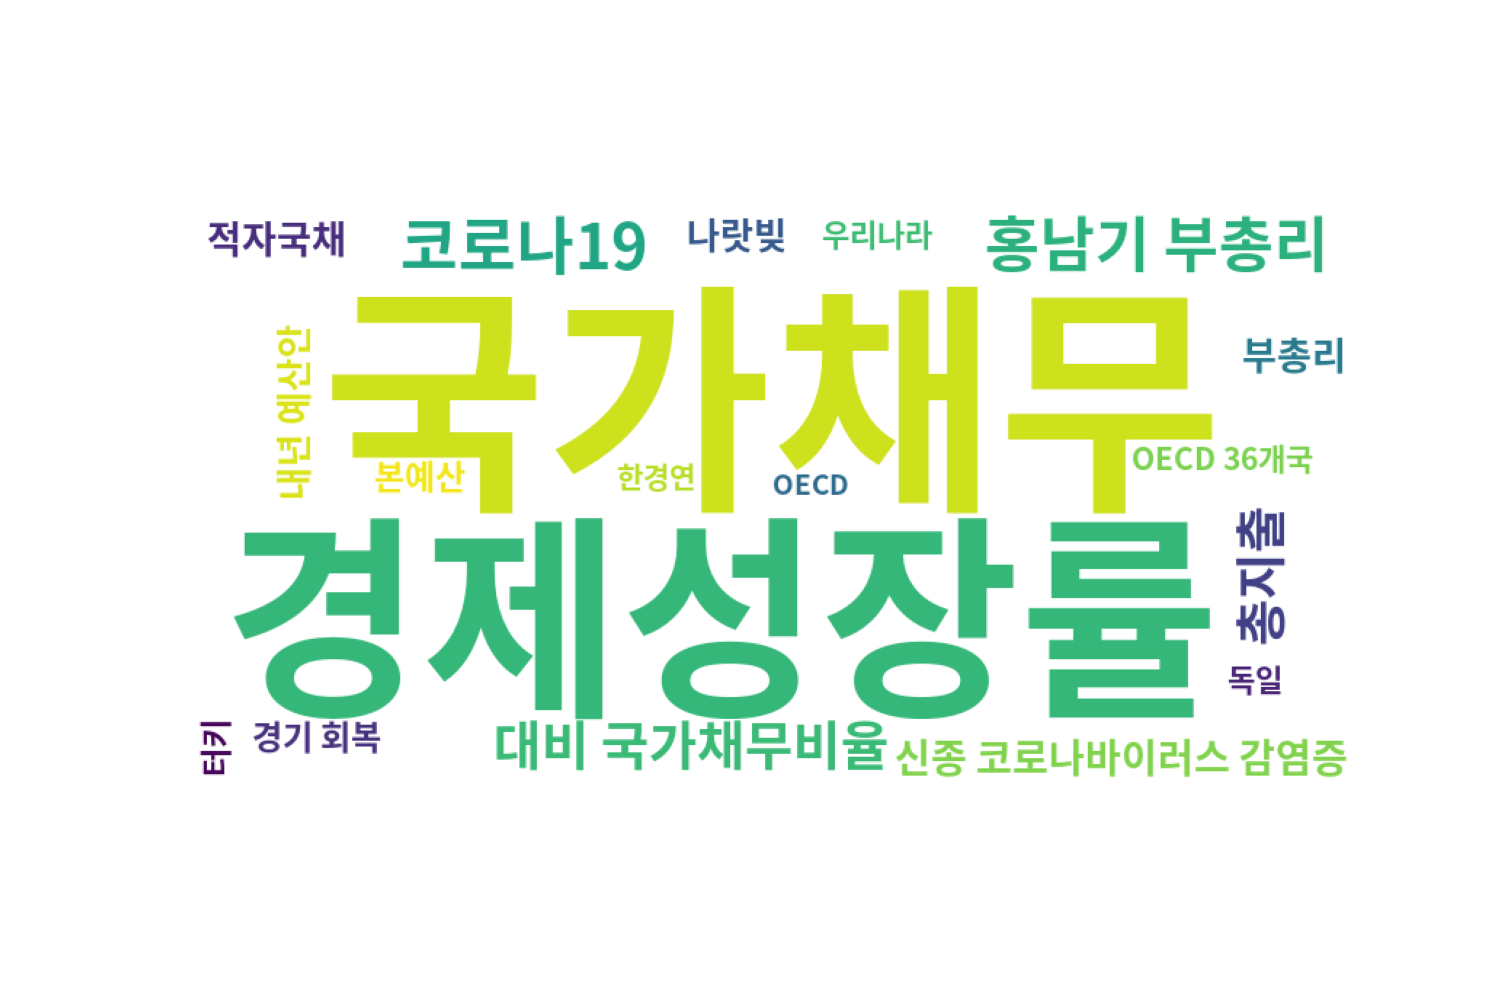 적자국채
코로나19
나랏빚
우리나라
홍남기 부총리
국가채무
내년 예산안
부총리
본예산
한경연
OECD
OECD 36개국
경제성장률
총지출
독일
터키
경기 회복
대비 국가채무비율
신종 코로나바이러스 감염증